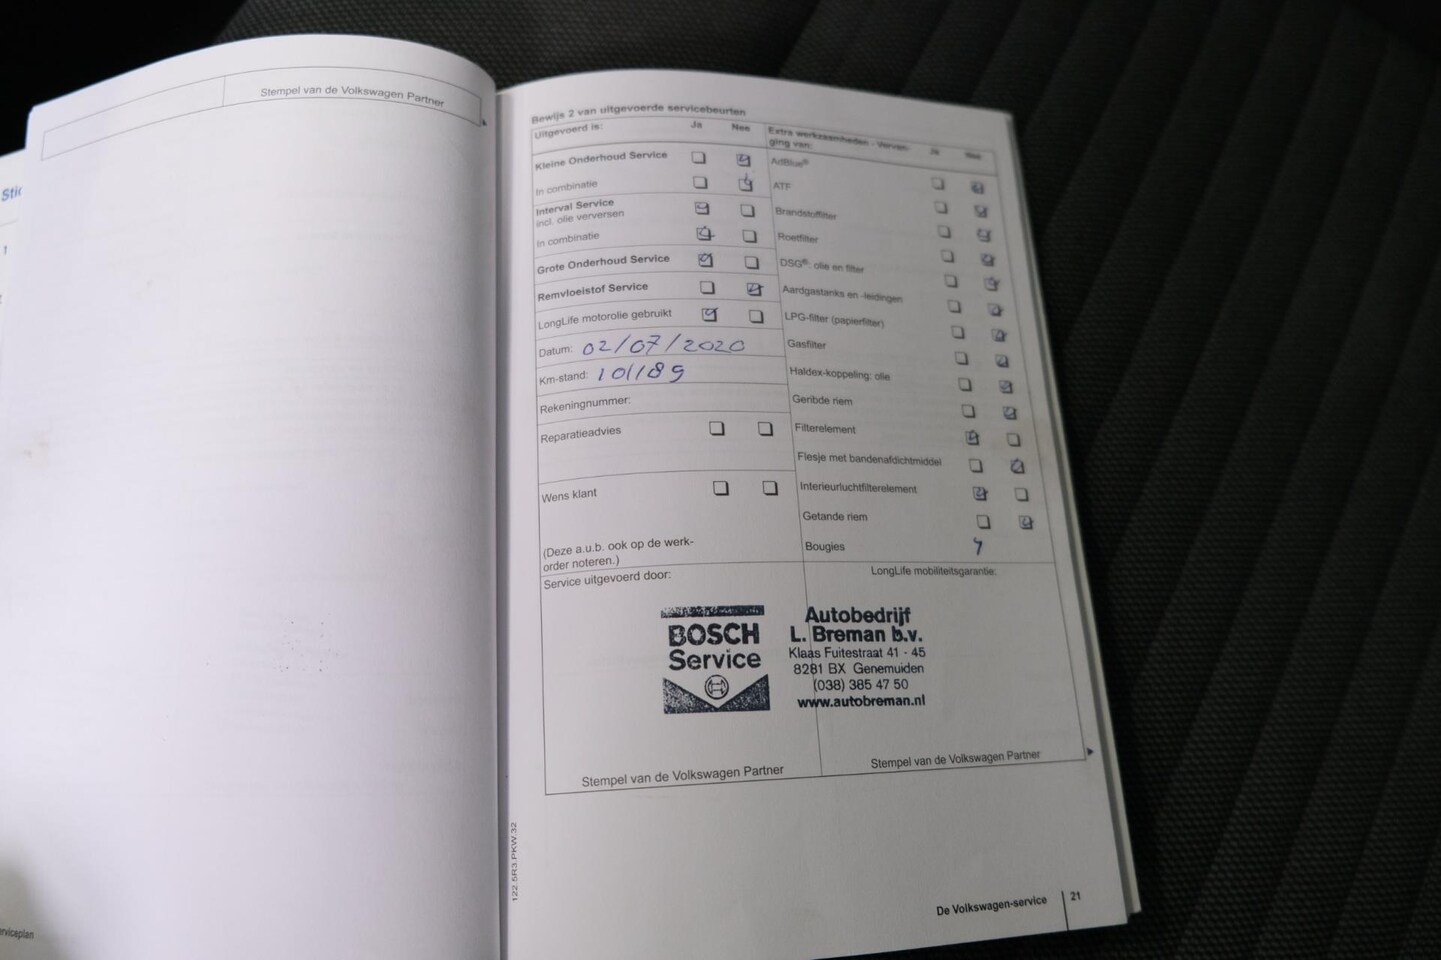 Stempel van de Volkswagen Partner
Stic
1
rviceplan
Bewijs 2 van uitgevoerde servicebeurten
Uitgevoerd is: Ja Nee
Kleine Onderhoud Service
In combinatie
Interval Service
incl. olie verversen
In combinatie
Grote Onderhoud Service
Remvloeistof Service
LongLife motorolie gebruikt
Datum: 02/07/2020
Km-stand: 101189
Rekeningnummer:
Reparatieadvies
Wens klant
(Deze a.u.b. ook op de werk-
order noteren.)
Extra werkzaamheden - Vervan-
ging van: Ja Nee
AdBlue®
ATF
Brandstoffilter
Roetfilter
DSG®: olie en filter
Aardgastanks en -leidingen
LPG-filter (papierfilter)
Gasfilter
Haldex-koppeling: olie
Geribde riem
Filterelement
Flesje met bandenafdichtmiddel
Interieurluchtfilterelement
Getande riem
Bougies
Service uitgevoerd door:
LongLife mobiliteitsgarantie:
BOSCH
Service
Autobedrijf
L. Breman b.v.
Klaas Fuitestraat 41 - 45
8281 BX Genemuiden
(038) 385 47 50
www.autobreman.nl
Stempel van de Volkswagen Partner
Stempel van de Volkswagen Partner
122.5R3.PKW.32
De Volkswagen-service 21